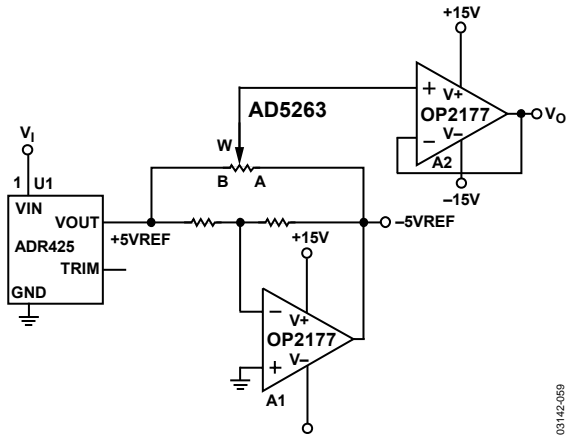 +15V
+
V+
OP2177
VO
−
V−
A2
−15V
AD5263
W
B
A
VI
1
U1
VIN
VOUT
ADR425
TRIM
GND
+5VREF
−5VREF
+15V
−
V+
OP2177
+
V−
A1
03142-059